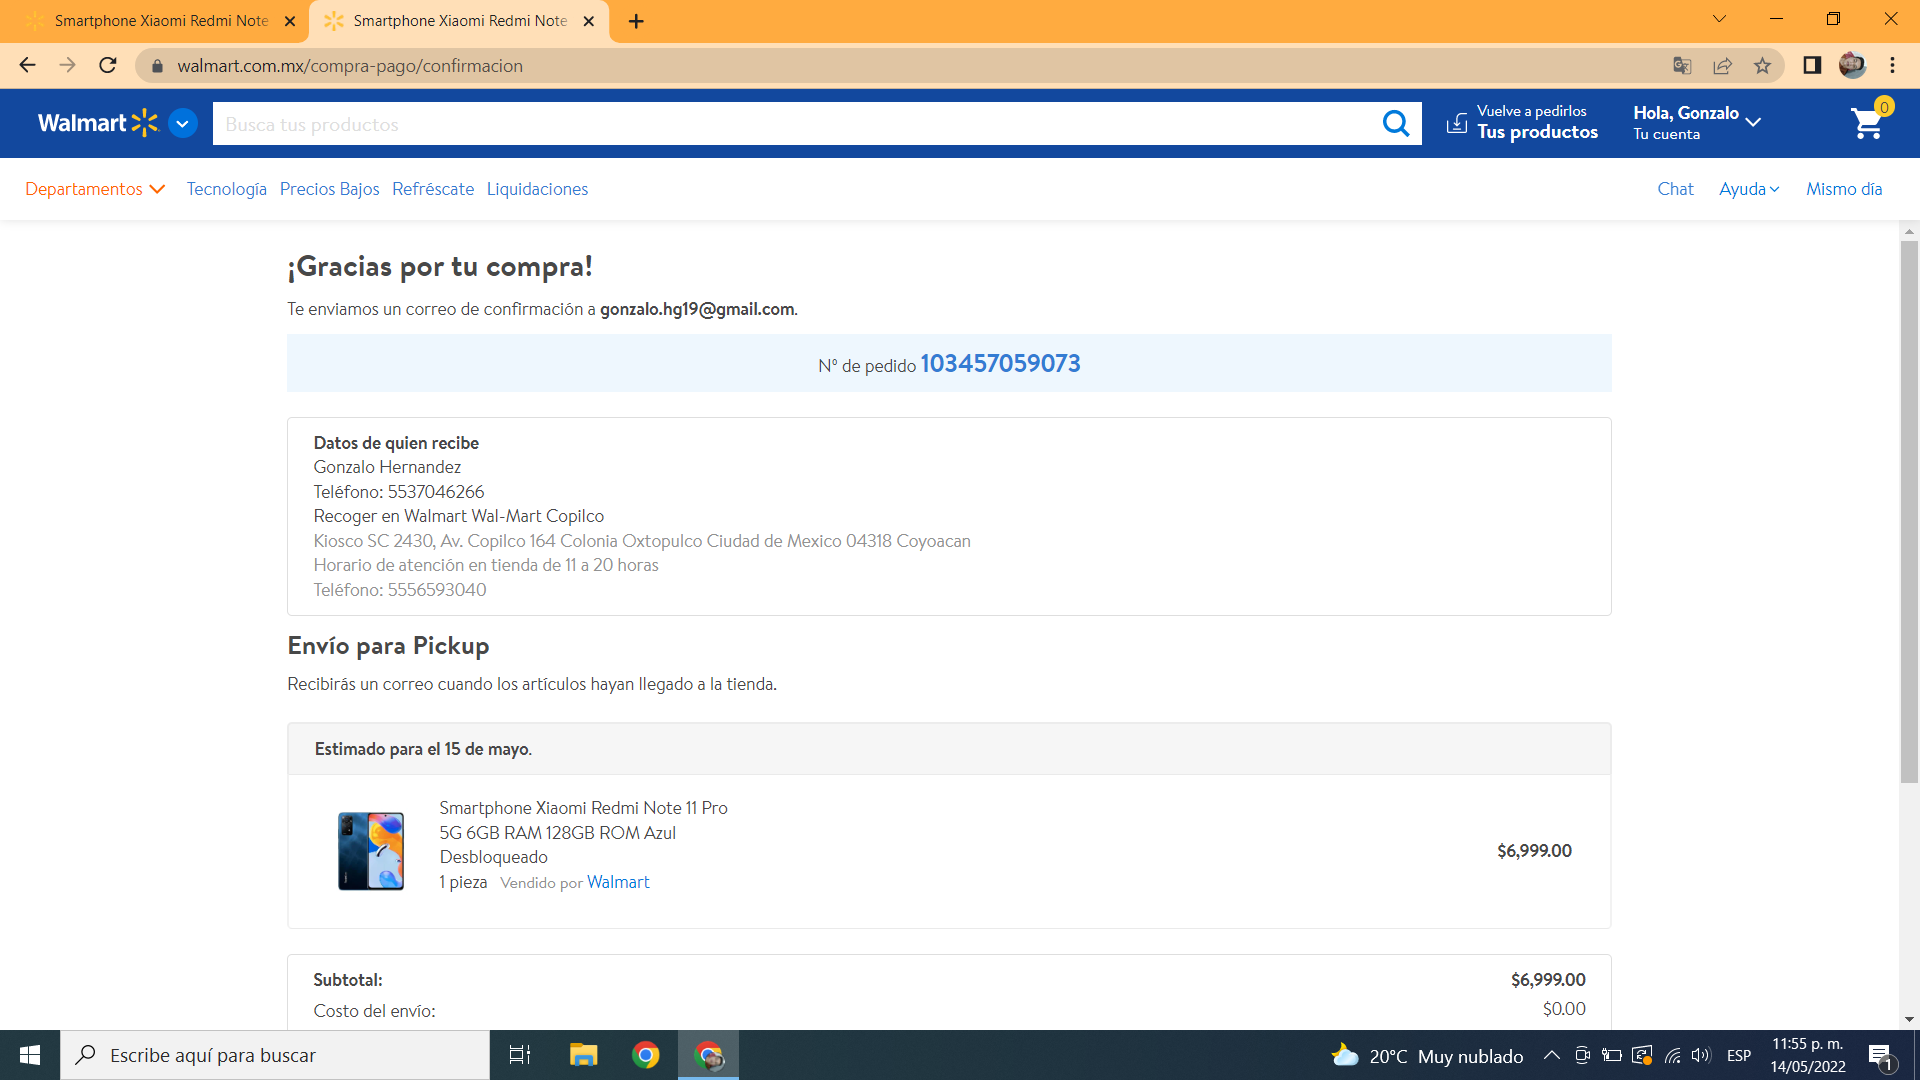 Smartphone Xiaomi Redmi Note
Smartphone Xiaomi Redmi Note
walmart.com.mx/compra-pago/confirmacion
Walmart
Busca tus productos
Vuelve a pedirlos
Tus productos
Hola, Gonzalo
Tu cuenta
0
Departamentos
Tecnología
Precios Bajos
Refréscate
Liquidaciones
Chat
Ayuda
Mismo día
¡Gracias por tu compra!
Te enviamos un correo de confirmación a gonzalo.hg19@gmail.com.
N° de pedido 103457059073
Datos de quien recibe
Gonzalo Hernandez
Teléfono: 5537046266
Recoger en Walmart Wal-Mart Copilco
Kiosco SC 2430, Av. Copilco 164 Colonia Oxtopulco Ciudad de Mexico 04318 Coyoacan
Horario de atención en tienda de 11 a 20 horas
Teléfono: 5556593040
Envío para Pickup
Recibirás un correo cuando los artículos hayan llegado a la tienda.
Estimado para el 15 de mayo.
Smartphone Xiaomi Redmi Note 11 Pro
5G 6GB RAM 128GB ROM Azul
Desbloqueado
1 pieza Vendido por Walmart
$6,999.00
Subtotal: $6,999.00
Costo del envío: $0.00
Escribe aquí para buscar
20°C Muy nublado
ESP
11:55 p. m.
14/05/2022
1